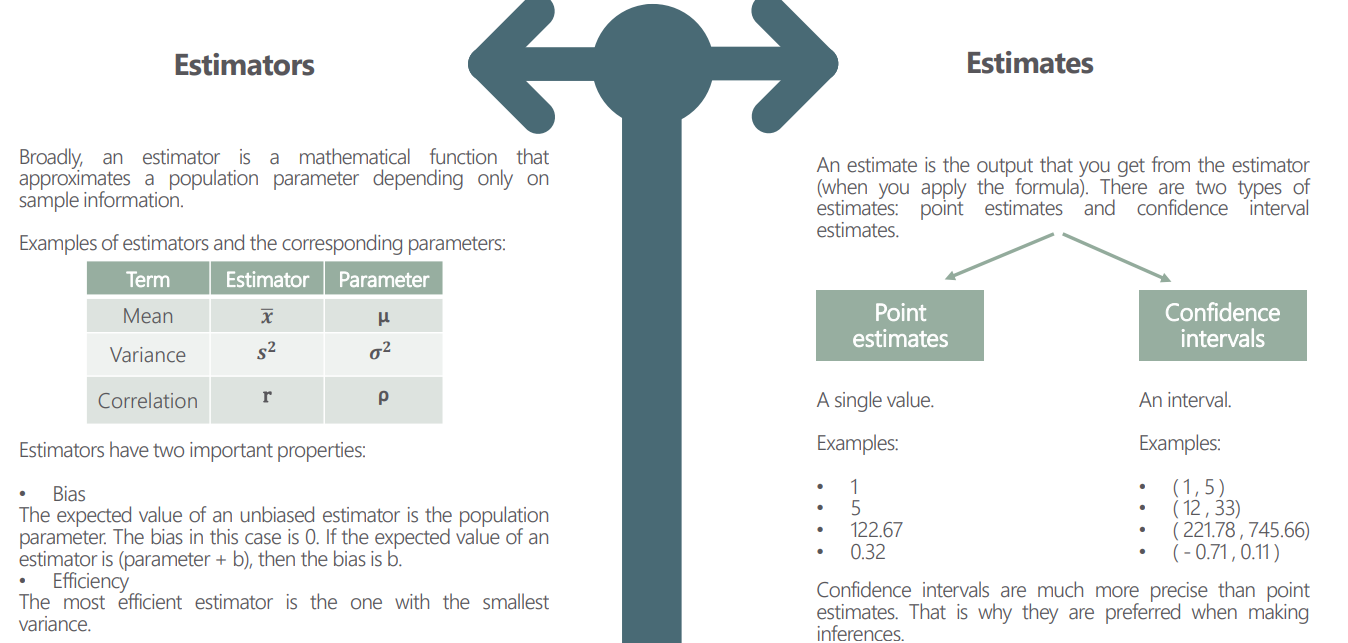 Estimators
Broadly, an estimator is a mathematical function that
approximates a population parameter depending only on
sample information.
Examples of estimators and the corresponding parameters:
Term Estimator Parameter
Mean x̅ μ
Variance s² σ²
Correlation r ρ
Estimators have two important properties:
• Bias
The expected value of an unbiased estimator is the population
parameter. The bias in this case is 0. If the expected value of an
estimator is (parameter + b), then the bias is b.
• Efficiency
The most efficient estimator is the one with the smallest
variance.
Estimates
An estimate is the output that you get from the estimator
(when you apply the formula). There are two types of
estimates: point estimates and confidence interval
estimates.
Point
estimates
A single value.
Examples:
• 1
• 5
• 122.67
• 0.32
Confidence
intervals
An interval.
Examples:
• ( 1 , 5 )
• ( 12 , 33)
• ( 221.78 , 745.66)
• ( - 0.71 , 0.11 )
Confidence intervals are much more precise than point
estimates. That is why they are preferred when making
inferences.